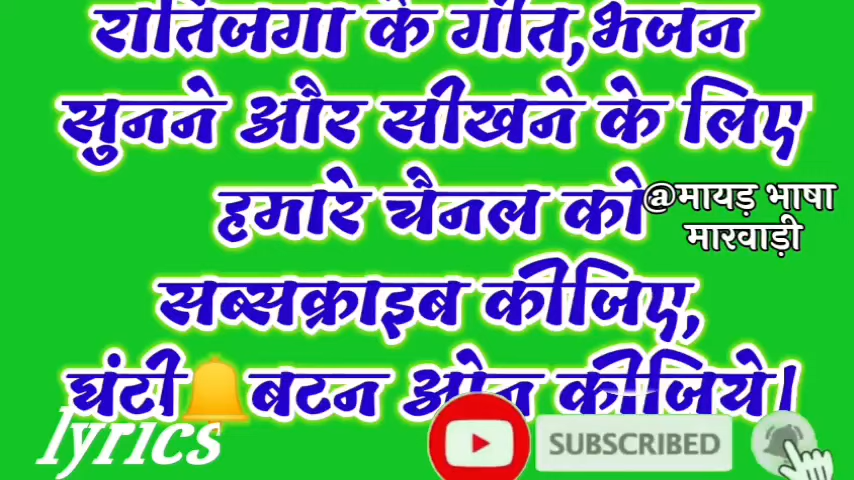 रातिजगा के गीत,भजन
सुनने और सीखने के लिए
हमारे चैनल को
@मायड़ भाषा
मारवाड़ी
सब्सक्राइब कीजिए,
घंटी🔔बटन ओन कीजिये।
lyrics
SUBSCRIBED